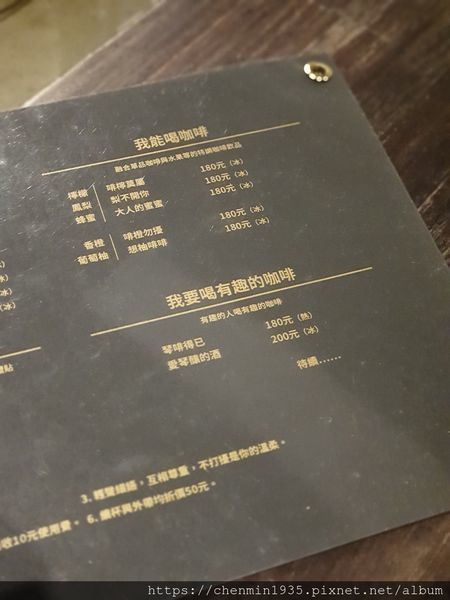 我能喝咖啡
融合單品咖啡與水果等的特調咖啡飲品
檸檬 啡檸莫屬 180元（冰）
鳳梨 梨不開你 180元（冰）
蜂蜜 大人的蜜蜜 180元（冰）
香橙 啡橙勿擾 180元（冰）
葡萄柚 想柚啡啡 180元（冰）
我要喝有趣的咖啡
有趣的人喝有趣的咖啡
琴啡得已 180元（熱）
愛琴釀的酒 200元（冰）
待續......
3. 輕聲細語，互相尊重，不打擾是你的溫柔。
收10元使用費。 6. 續杯與外帶均折價50元。
https://chenmin1935.pixnet.net/album